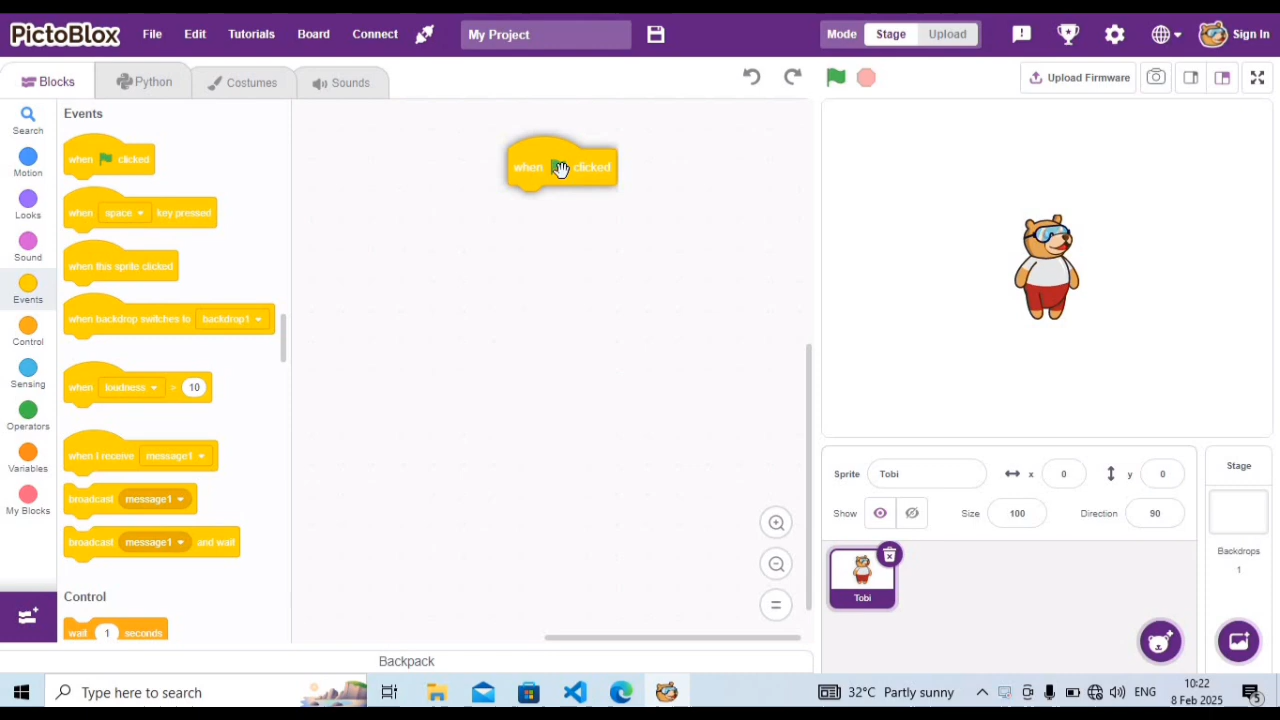 PictoBlox File Edit Tutorials Board Connect My Project Mode Stage Upload Sign In
Blocks Python Costumes Sounds Upload Firmware
Search
Motion
Looks
Sound
Events
Control
Sensing
Operators
Variables
My Blocks
Events
when clicked
when space key pressed
when this sprite clicked
when backdrop switches to backdrop1
when loudness > 10
when I receive message1
broadcast message1
broadcast message1 and wait
Control
wait 1 seconds
when clicked
Backpack
Sprite Tobi x 0 y 0
Show Size 100 Direction 90
Tobi
Stage
Backdrops
1
Type here to search
32°C Partly sunny ENG
10:22
8 Feb 2025
5